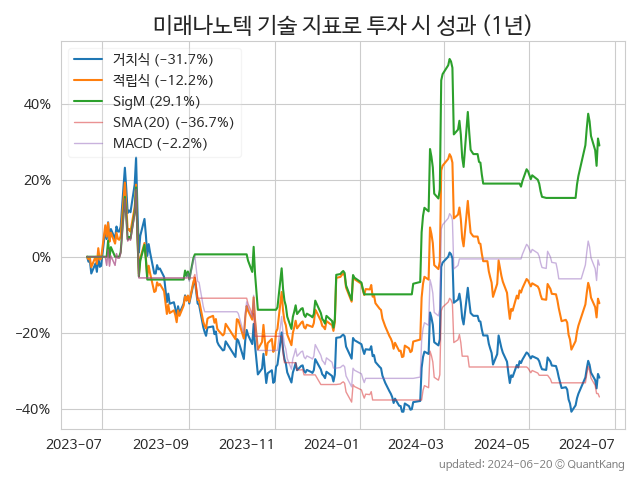 미래나노텍 기술 지표로 투자 시 성과 (1년)
거치식 (−31.7%)
적립식 (−12.2%)
SigM (29.1%)
SMA(20) (−36.7%)
MACD (−2.2%)
40%
20%
0%
−20%
−40%
2023-07 2023-09 2023-11 2024-01 2024-03 2024-05 2024-07
updated: 2024-06-20 © QuantKang